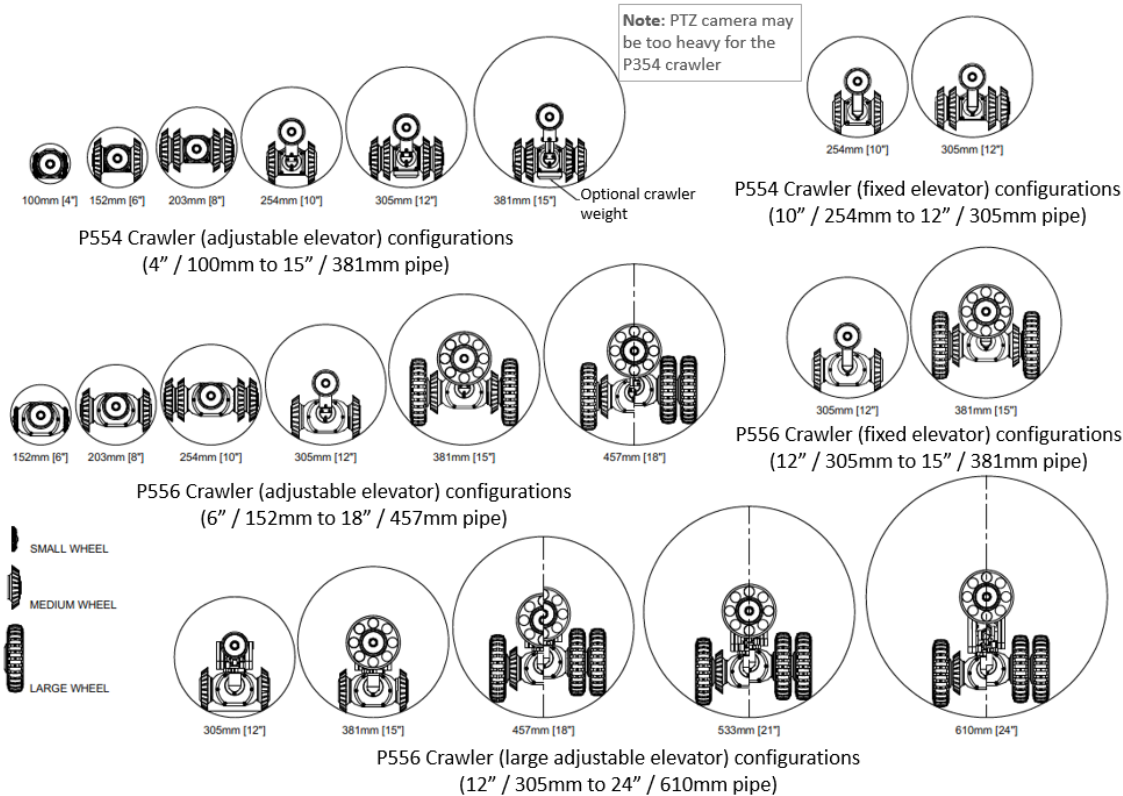 Note: PTZ camera may
be too heavy for the
P354 crawler
100mm [4"]
152mm [6"]
203mm [8"]
254mm [10"]
305mm [12"]
381mm [15"]
Optional crawler
weight
P554 Crawler (adjustable elevator) configurations
(4” / 100mm to 15” / 381mm pipe)
254mm [10"]
305mm [12"]
P554 Crawler (fixed elevator) configurations
(10” / 254mm to 12” / 305mm pipe)
152mm [6"]
203mm [8"]
254mm [10"]
305mm [12"]
381mm [15"]
457mm [18"]
P556 Crawler (adjustable elevator) configurations
(6” / 152mm to 18” / 457mm pipe)
305mm [12"]
381mm [15"]
P556 Crawler (fixed elevator) configurations
(12” / 305mm to 15” / 381mm pipe)
SMALL WHEEL
MEDIUM WHEEL
LARGE WHEEL
305mm [12"]
381mm [15"]
457mm [18"]
533mm [21"]
610mm [24"]
P556 Crawler (large adjustable elevator) configurations
(12” / 305mm to 24” / 610mm pipe)